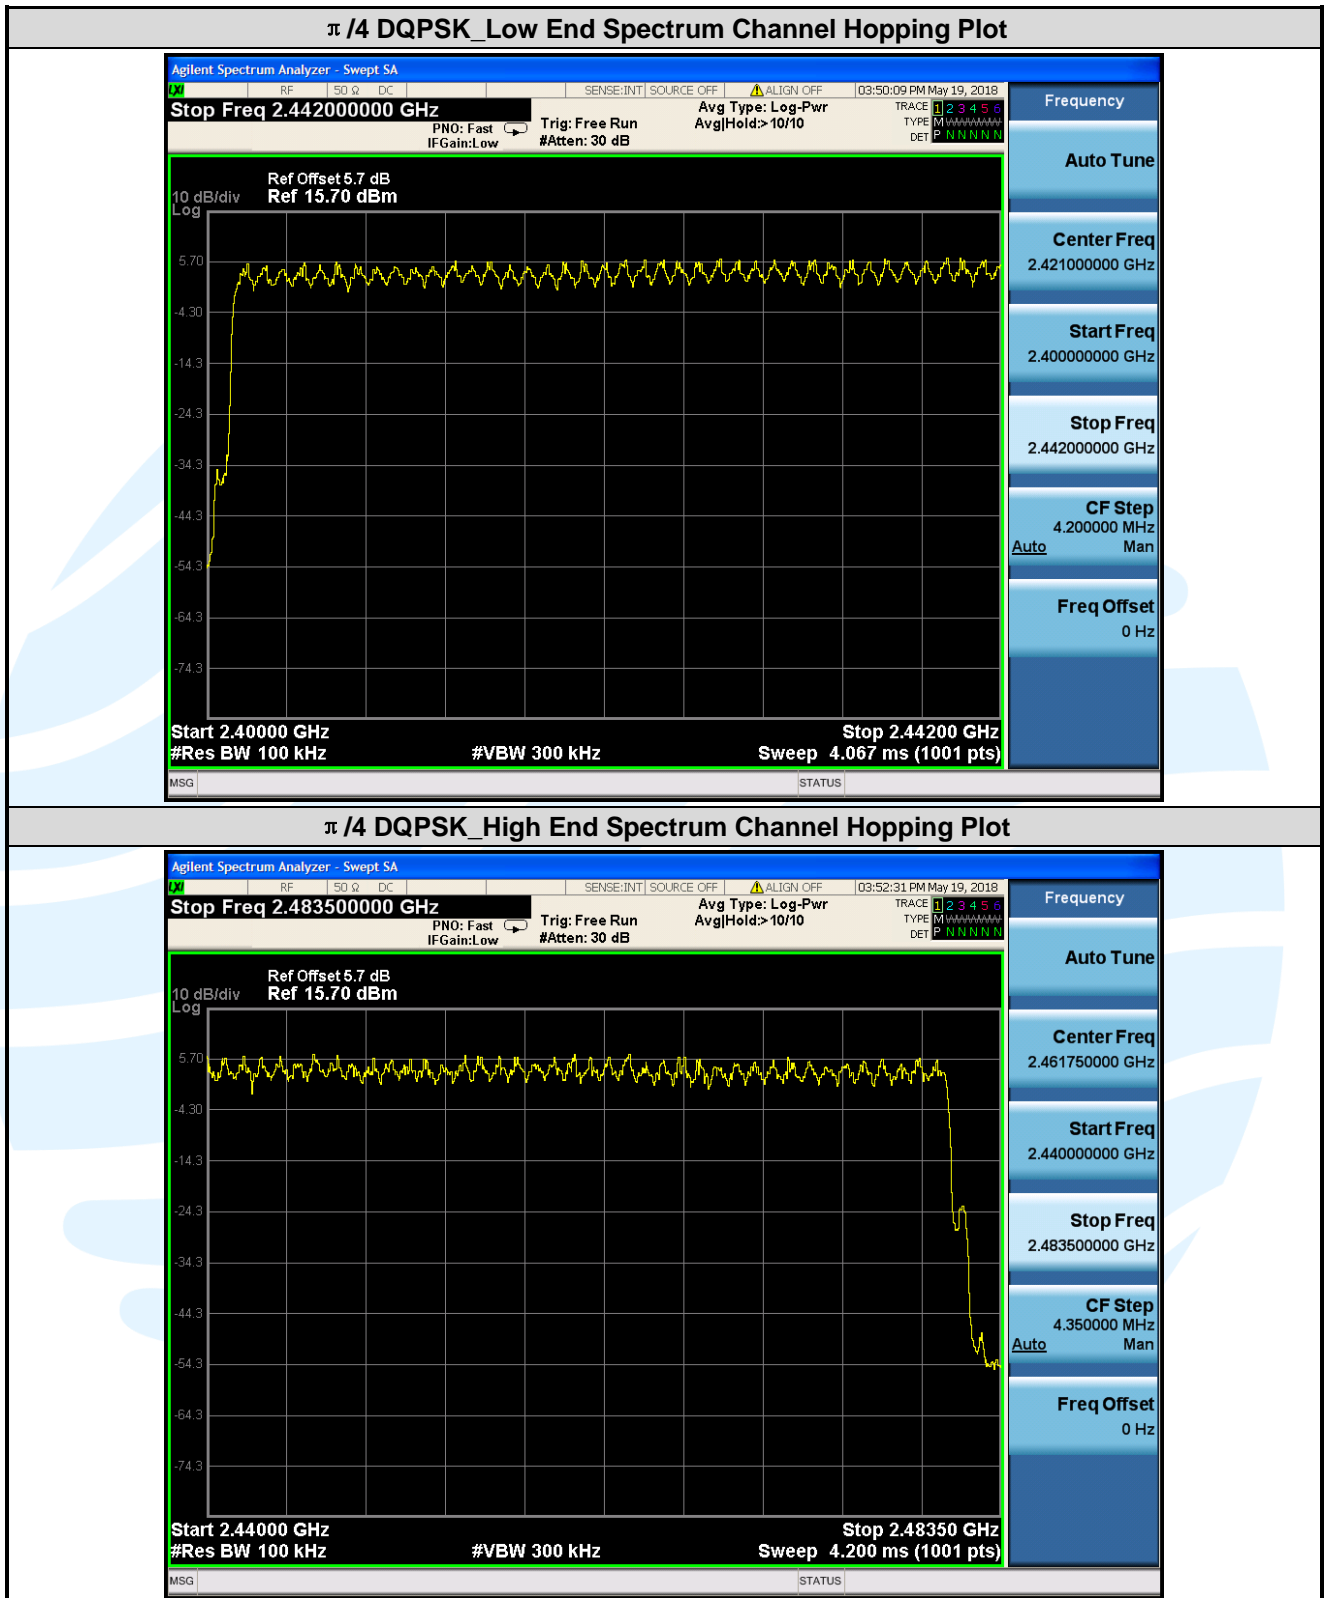 π/4 DQPSK_Low End Spectrum Channel Hopping Plot
Agilent Spectrum Analyzer - Swept SA
LXI RF 50 Ω DC SENSE:INT SOURCE OFF ALIGN OFF 03:50:09 PM May 19, 2018
Stop Freq 2.442000000 GHz
PNO: Fast
IFGain:Low
Trig: Free Run
#Atten: 30 dB
Avg Type: Log-Pwr
Avg|Hold:>10/10
TRACE 1 2 3 4 5 6
TYPE M WWWWW
DET P N N N N N
Ref Offset 5.7 dB
10 dB/div Ref 15.70 dBm
Log
5.70
-4.30
-14.3
-24.3
-34.3
-44.3
-54.3
-64.3
-74.3
Start 2.40000 GHz Stop 2.44200 GHz
#Res BW 100 kHz #VBW 300 kHz Sweep 4.067 ms (1001 pts)
MSG STATUS
Frequency
Auto Tune
Center Freq
2.421000000 GHz
Start Freq
2.400000000 GHz
Stop Freq
2.442000000 GHz
CF Step
4.200000 MHz
Auto Man
Freq Offset
0 Hz
π/4 DQPSK_High End Spectrum Channel Hopping Plot
Agilent Spectrum Analyzer - Swept SA
LXI RF 50 Ω DC SENSE:INT SOURCE OFF ALIGN OFF 03:52:31 PM May 19, 2018
Stop Freq 2.483500000 GHz
PNO: Fast
IFGain:Low
Trig: Free Run
#Atten: 30 dB
Avg Type: Log-Pwr
Avg|Hold:>10/10
TRACE 1 2 3 4 5 6
TYPE M WWWWW
DET P N N N N N
Ref Offset 5.7 dB
10 dB/div Ref 15.70 dBm
Log
5.70
-4.30
-14.3
-24.3
-34.3
-44.3
-54.3
-64.3
-74.3
Start 2.44000 GHz Stop 2.48350 GHz
#Res BW 100 kHz #VBW 300 kHz Sweep 4.200 ms (1001 pts)
MSG STATUS
Frequency
Auto Tune
Center Freq
2.461750000 GHz
Start Freq
2.440000000 GHz
Stop Freq
2.483500000 GHz
CF Step
4.350000 MHz
Auto Man
Freq Offset
0 Hz